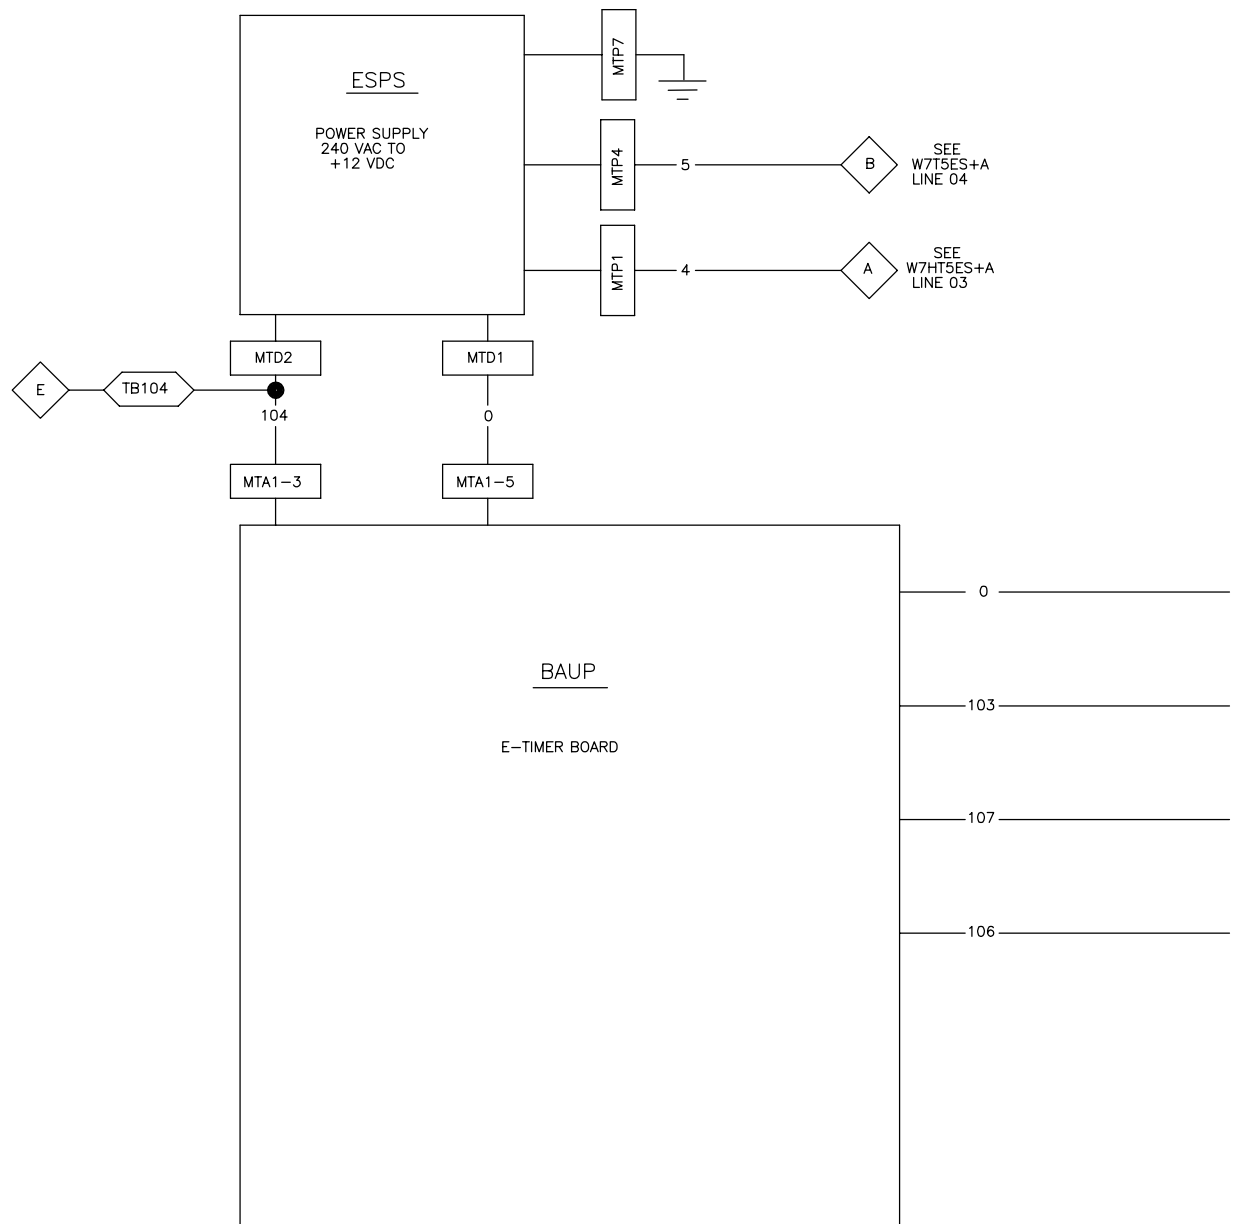 ESPS
POWER SUPPLY
240 VAC TO
+12 VDC
MTP7
MTP4
5
B
SEE
W7T5ES+A
LINE 04
MTP1
4
A
SEE
W7HT5ES+A
LINE 03
MTD2
MTD1
E
TB104
104
0
MTA1-3
MTA1-5
0
BAUP
103
E-TIMER BOARD
107
106